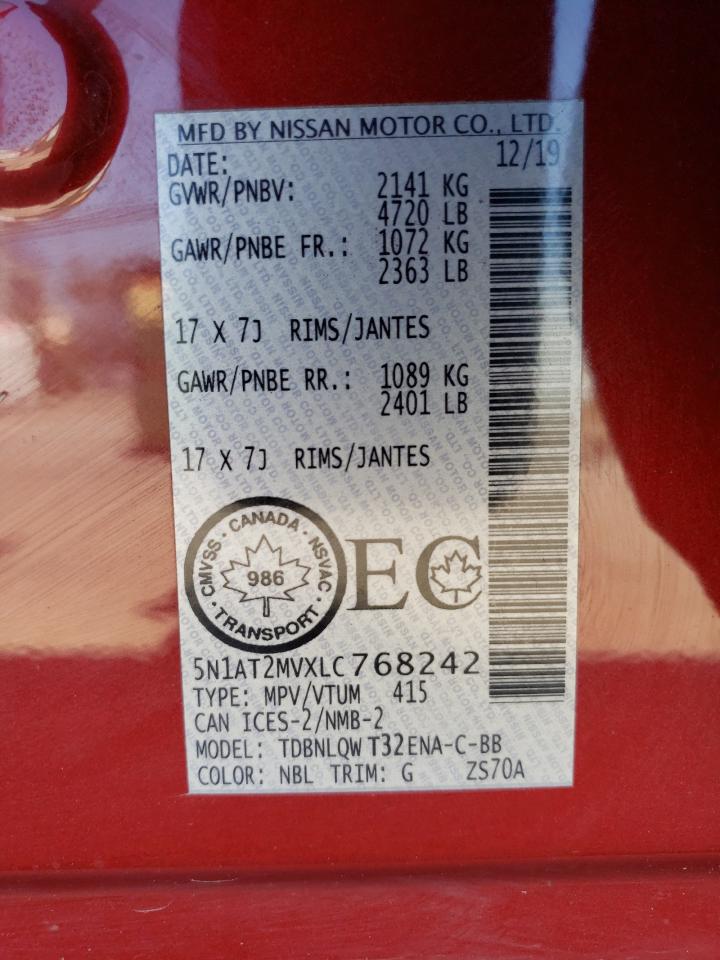 MFD BY NISSAN MOTOR CO., LTD.
DATE: 12/19
GVWR/PNBV: 2141 KG
4720 LB
GAWR/PNBE FR.: 1072 KG
2363 LB
17 X 7J RIMS/JANTES
GAWR/PNBE RR.: 1089 KG
2401 LB
17 X 7J RIMS/JANTES
CMVSS · CANADA · NSVAC · TRANSPORT ·
986
EC
5N1AT2MVXLC768242
TYPE: MPV/VTUM 415
CAN ICES-2/NMB-2
MODEL: TDBNLQW T32ENA-C-BB
COLOR: NBL TRIM: G ZS70A